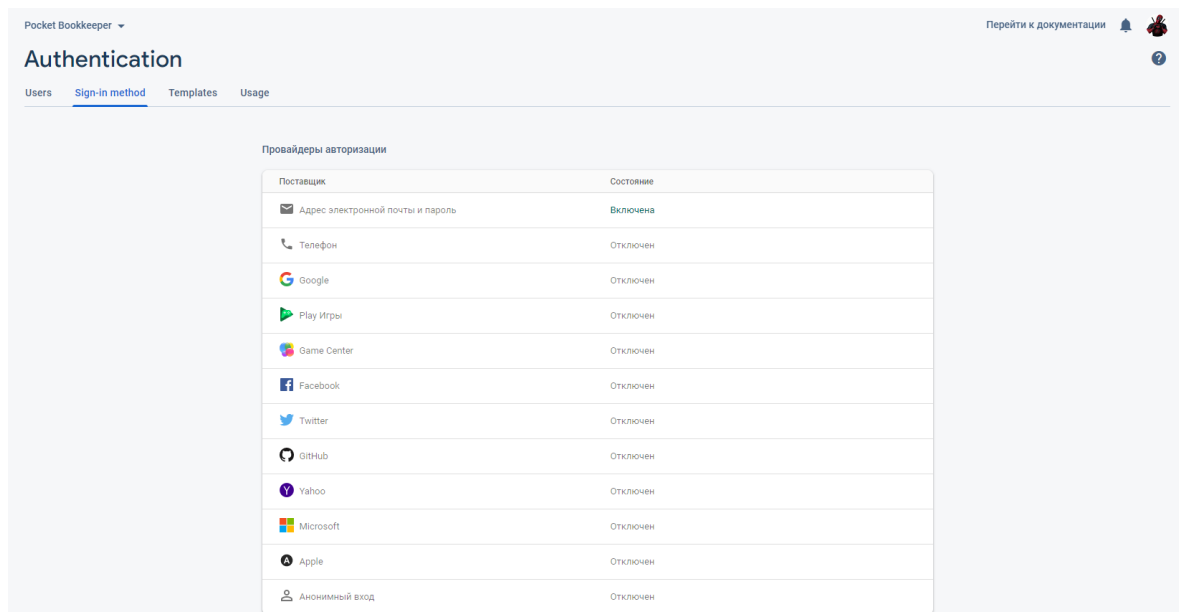 Pocket Bookkeeper
Перейти к документации
Authentication
Users Sign-in method Templates Usage
Провайдеры авторизации
Поставщик Состояние
Адрес электронной почты и пароль Включена
Телефон Отключен
Google Отключен
Play Игры Отключен
Game Center Отключен
Facebook Отключен
Twitter Отключен
GitHub Отключен
Yahoo Отключен
Microsoft Отключен
Apple Отключен
Анонимный вход Отключен